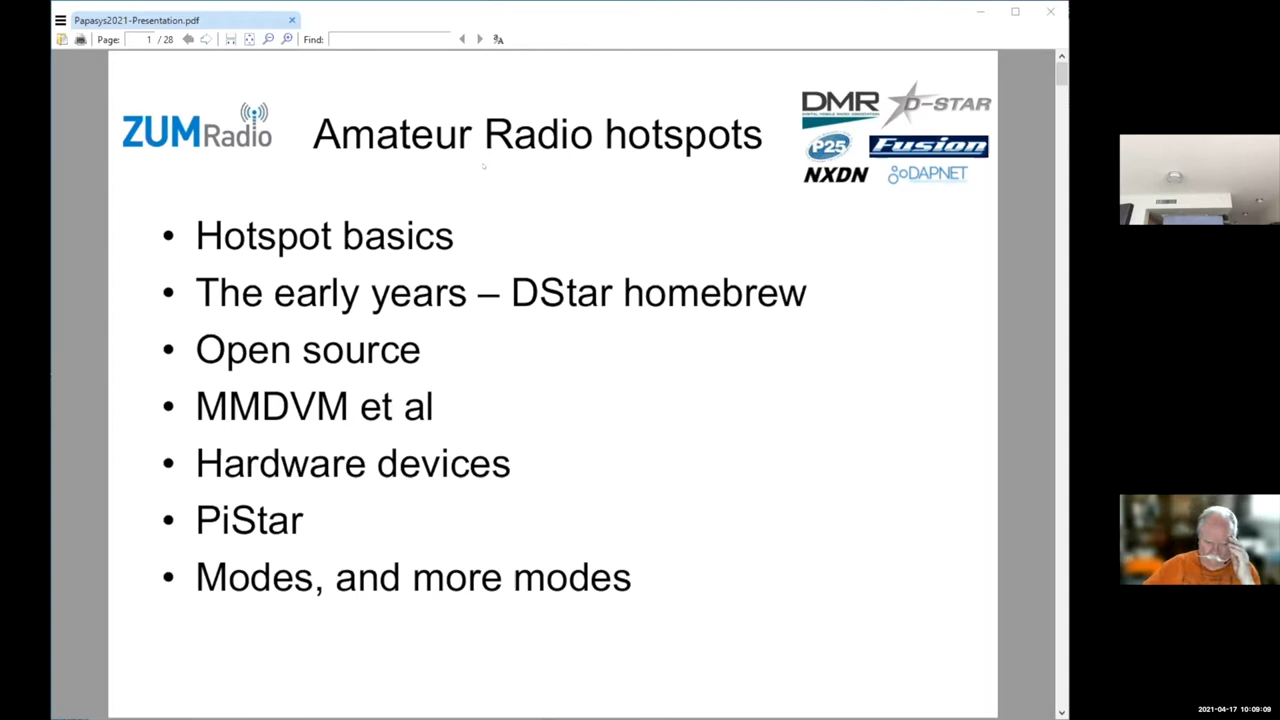 Papasys2021-Presentation.pdf
Page: 1 / 28 Find:
ZUMRadio
Amateur Radio hotspots
DMR
D-STAR
P25
Fusion
NXDN
DAPNET
• Hotspot basics
• The early years – DStar homebrew
• Open source
• MMDVM et al
• Hardware devices
• PiStar
• Modes, and more modes
2021-04-17 10:09:09